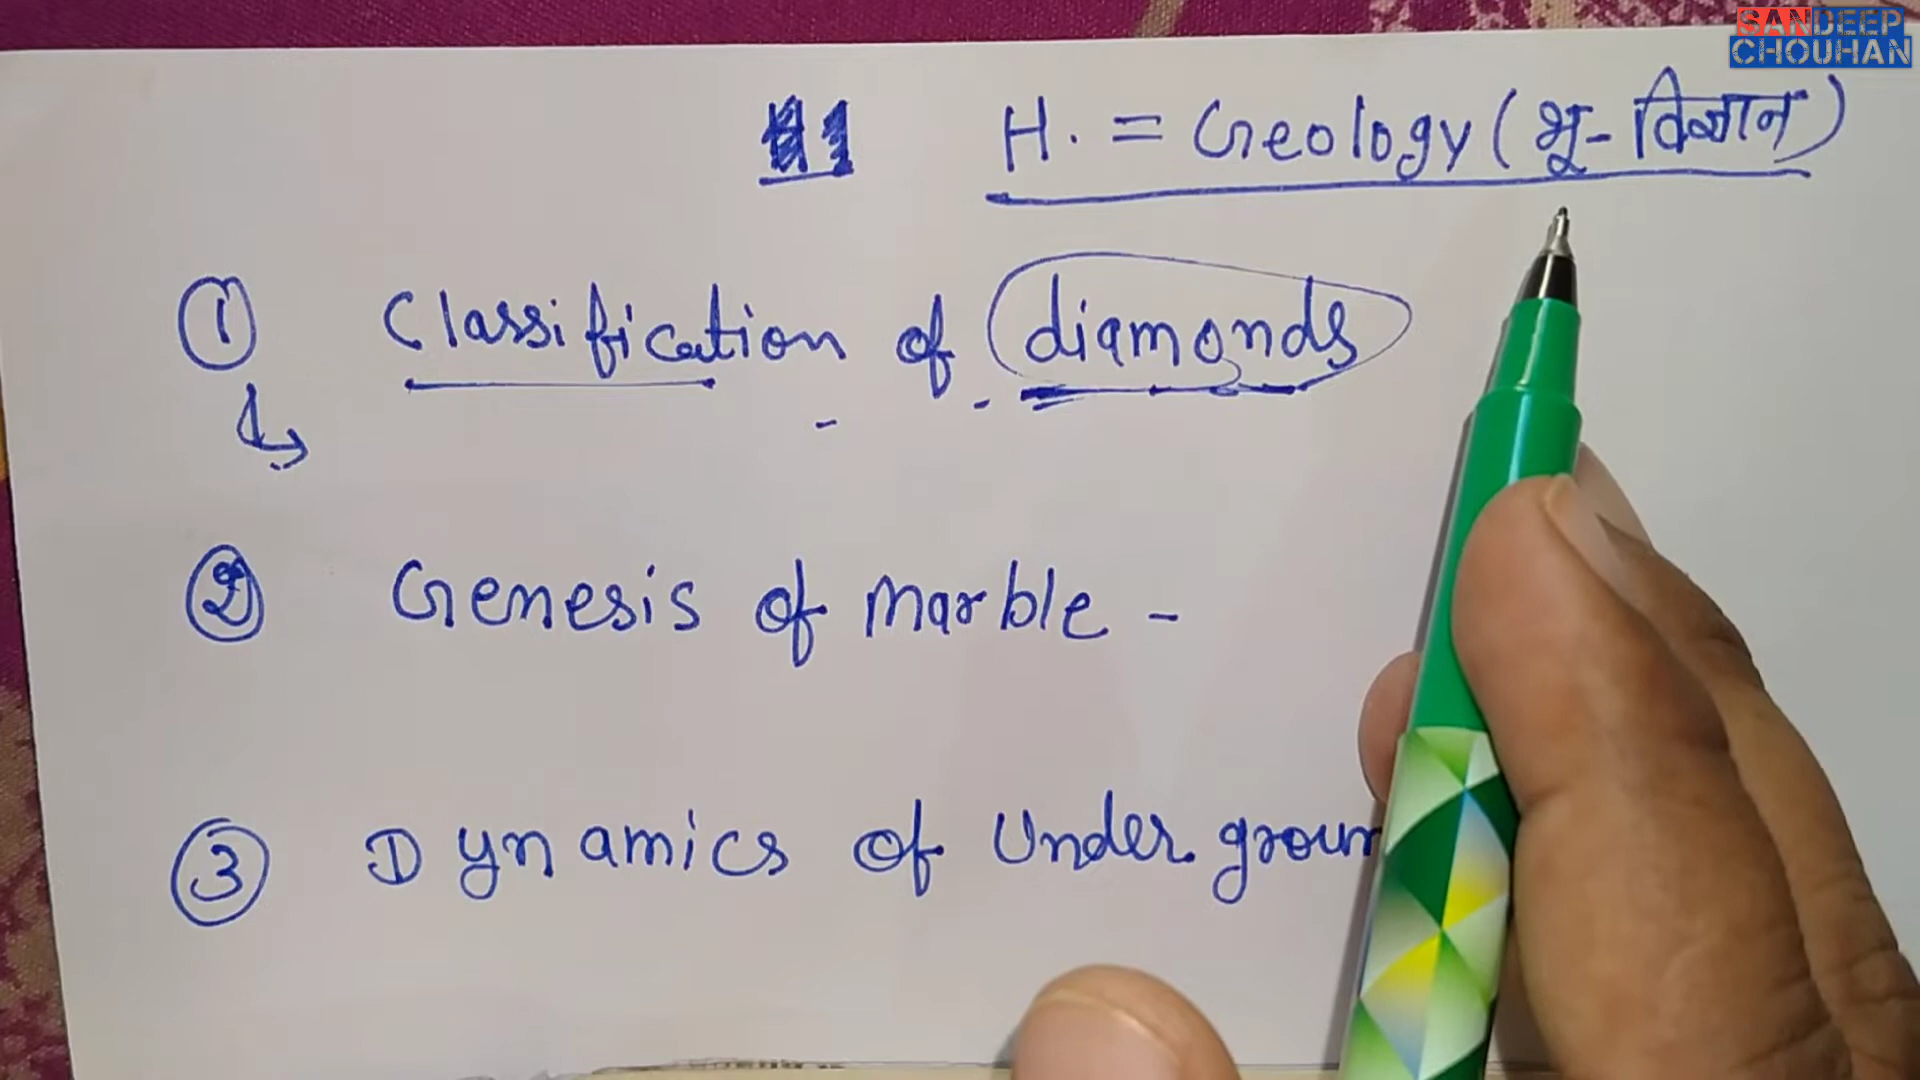 SANDEEP
CHOUHAN
H. = Geology (भू-विज्ञान)
① Classification of diamonds
② Genesis of marble -
③ Dynamics of Under groun